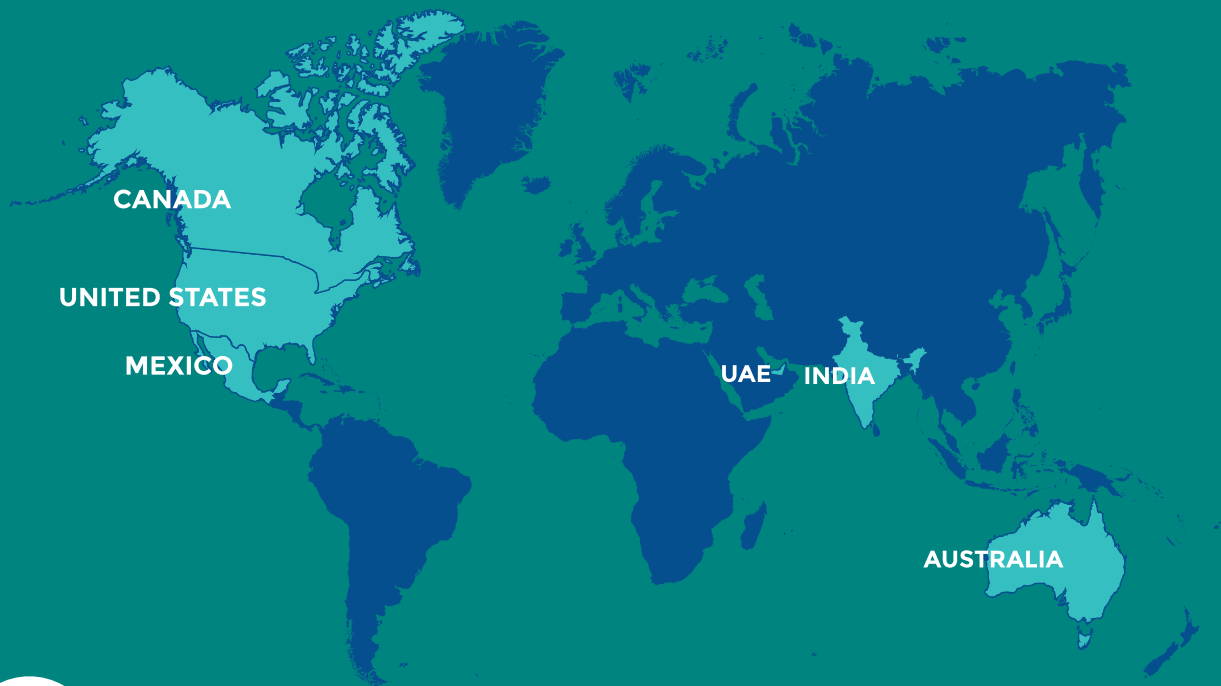 CANADA
UNITED STATES
MEXICO
UAE
INDIA
AUSTRALIA